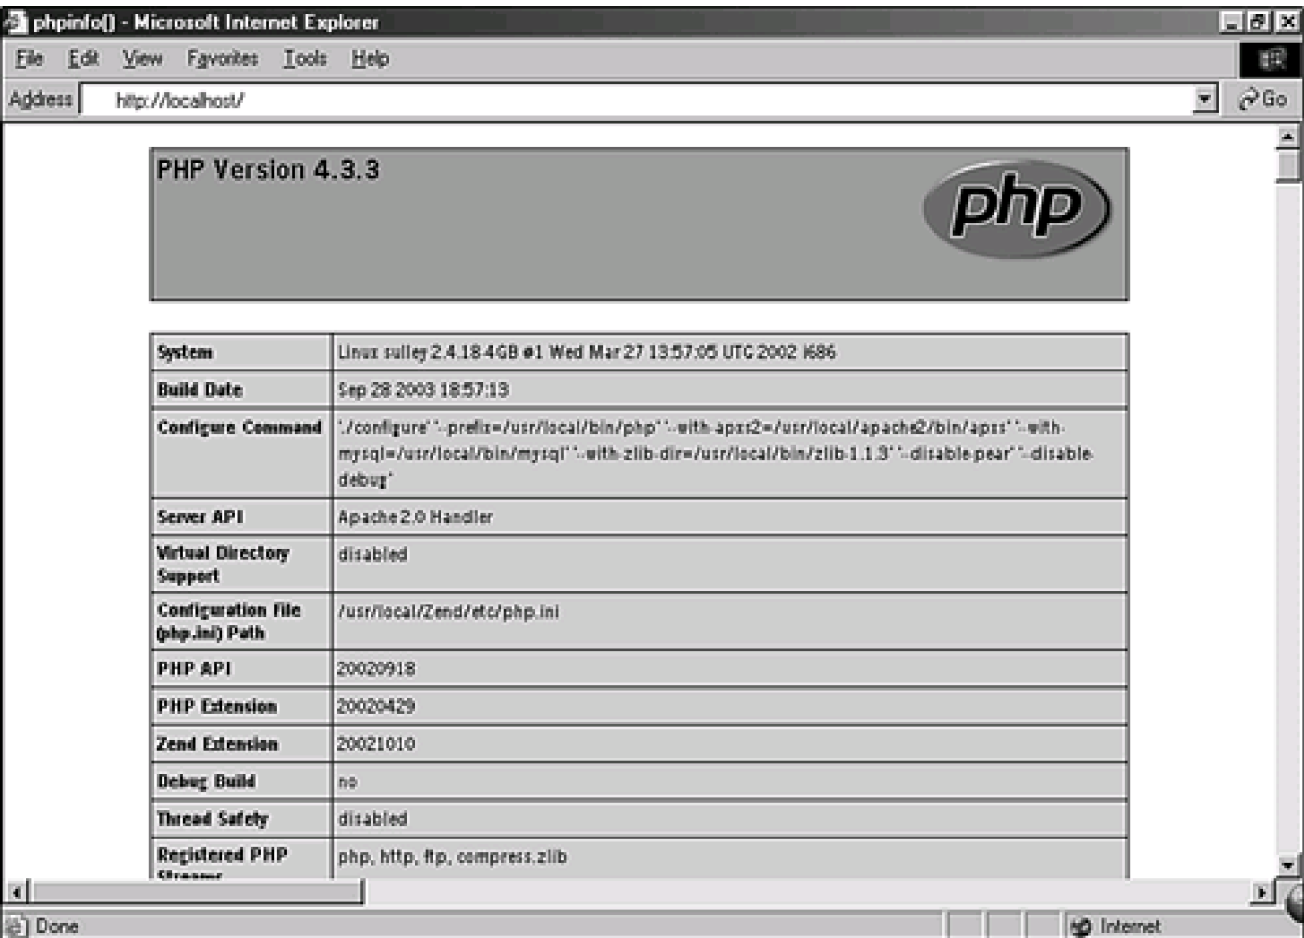 phpinfo() - Microsoft Internet Explorer
File Edit View Favorites Tools Help
Address http://localhost/ Go
PHP Version 4.3.3
php
System Linux sulley 2.4.18-4GB #1 Wed Mar 27 13:57:05 UTC 2002 i686
Build Date Sep 28 2003 18:57:13
Configure Command './configure' '--prefix=/usr/local/bin/php' '--with-apxs2=/usr/local/apache2/bin/apxs' '--with-
mysql=/usr/local/bin/mysql' '--with-zlib-dir=/usr/local/bin/zlib-1.1.3' '--disable-pear' '--disable-
debug'
Server API Apache 2.0 Handler
Virtual Directory
Support disabled
Configuration File
(php.ini) Path /usr/local/Zend/etc/php.ini
PHP API 20020918
PHP Extension 20020429
Zend Extension 20021010
Debug Build no
Thread Safety disabled
Registered PHP
Streams php, http, ftp, compress.zlib
Done Internet